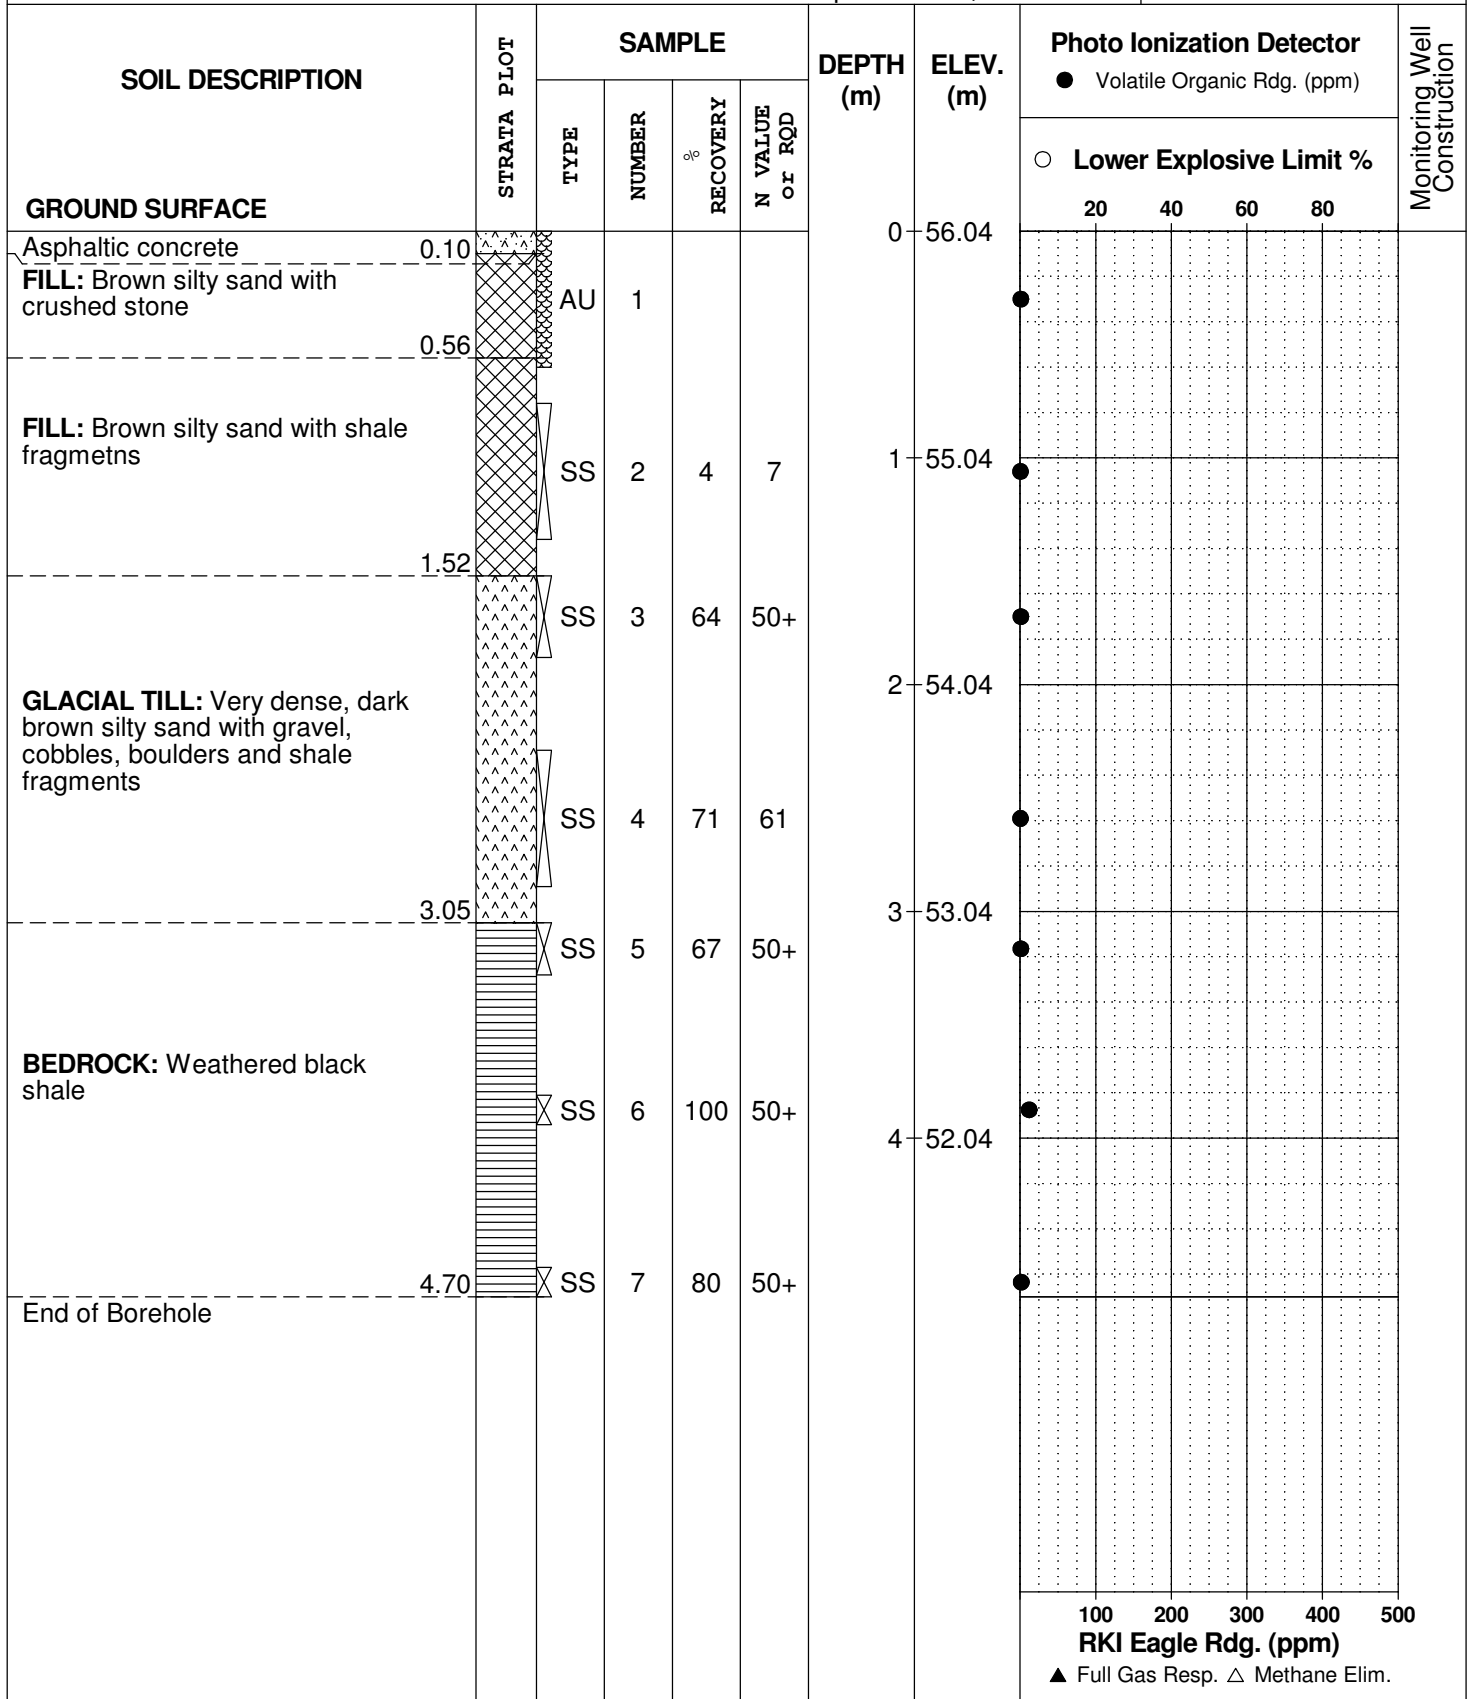 SOIL DESCRIPTION
GROUND SURFACE
STRATA PLOT
SAMPLE
TYPE
NUMBER
%
RECOVERY
N VALUE
or RQD
DEPTH
(m)
ELEV.
(m)
Photo Ionization Detector
● Volatile Organic Rdg. (ppm)
○ Lower Explosive Limit %
20 40 60 80
Monitoring Well
Construction
0 56.04
Asphaltic concrete 0.10
FILL: Brown silty sand with
crushed stone
AU 1
0.56
FILL: Brown silty sand with shale
fragmetns
1 55.04
SS 2 4 7
1.52
SS 3 64 50+
2 54.04
GLACIAL TILL: Very dense, dark
brown silty sand with gravel,
cobbles, boulders and shale
fragments
SS 4 71 61
3.05
3 53.04
SS 5 67 50+
BEDROCK: Weathered black
shale
SS 6 100 50+
4 52.04
4.70
SS 7 80 50+
End of Borehole
100 200 300 400 500
RKI Eagle Rdg. (ppm)
▲ Full Gas Resp. △ Methane Elim.